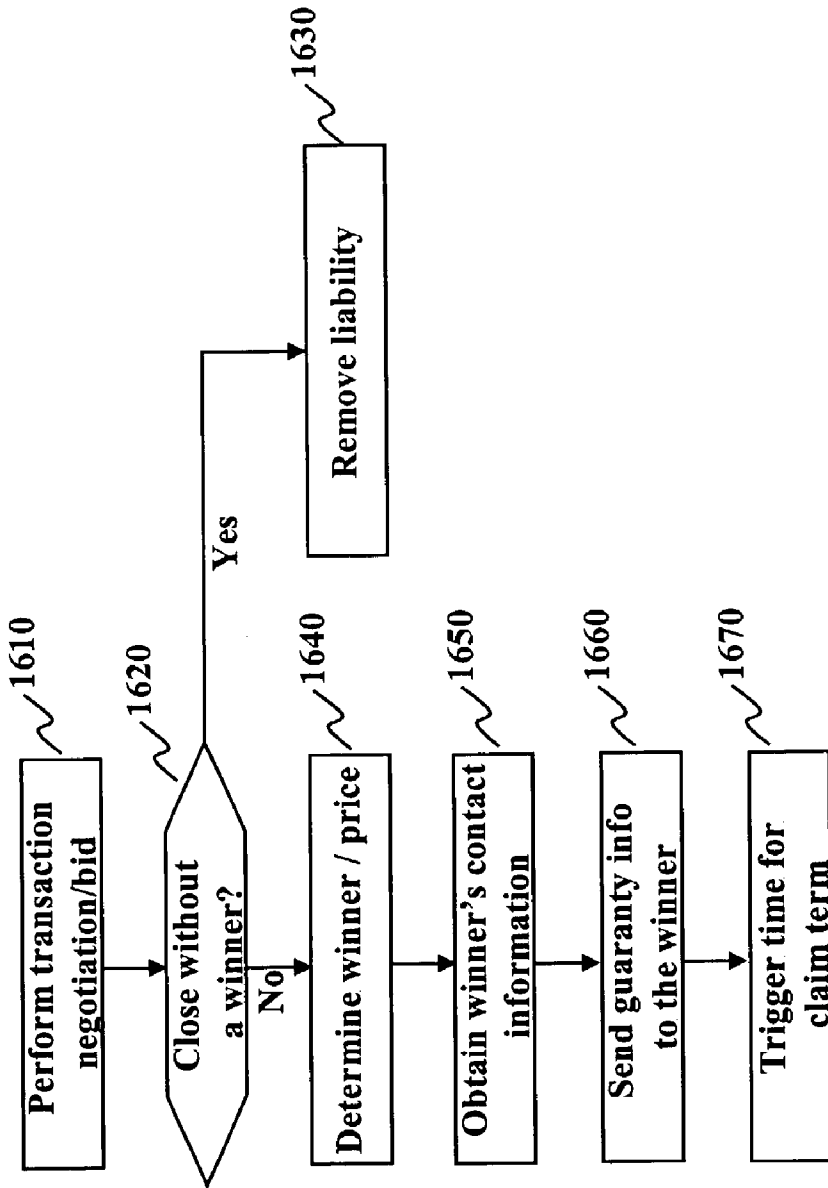 1610
Perform transaction
negotiation/bid
1620
Close without
a winner?
Yes
No
1630
Remove liability
1640
Determine winner / price
1650
Obtain winner's contact
information
1660
Send guaranty info
to the winner
1670
Trigger time for
claim term